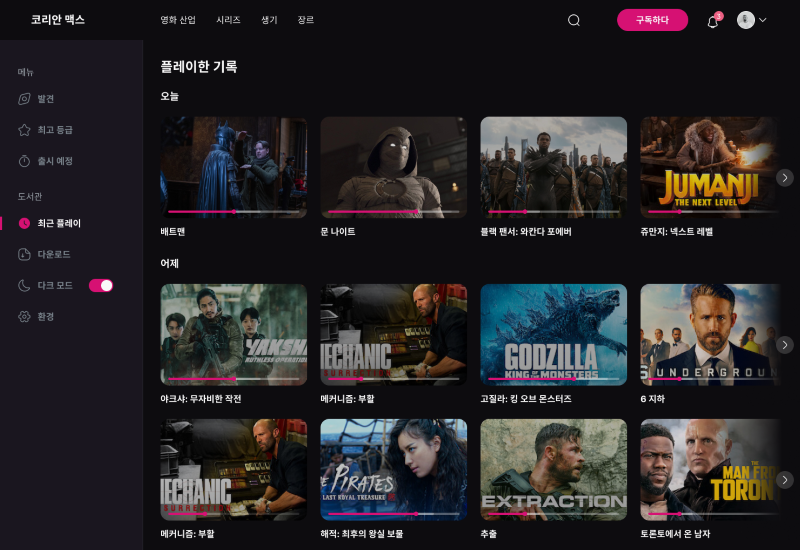 코리안 맥스
영화 산업
시리즈
생기
장르
구독하다
3
메뉴
발견
최고 등급
출시 예정
도서관
최근 플레이
다운로드
다크 모드
환경
플레이한 기록
오늘
JUMANJI
THE NEXT LEVEL
배트맨
문 나이트
블랙 팬서: 와칸다 포에버
쥬만지: 넥스트 레벨
어제
YAKSHA
RUTHLESS OPERATIONS
MECHANIC
RESURRECTION
GODZILLA
KING OF THE MONSTERS
6 UNDERGROUN
야크샤: 무자비한 작전
메커니즘: 부활
고질라: 킹 오브 몬스터즈
6 지하
MECHANIC
RESURRECTION
THE PIRATES
LAST ROYAL TREASURE
EXTRACTION
THE
MAN FRO
TORON
메커니즘: 부활
해적: 최후의 왕실 보물
추출
토론토에서 온 남자